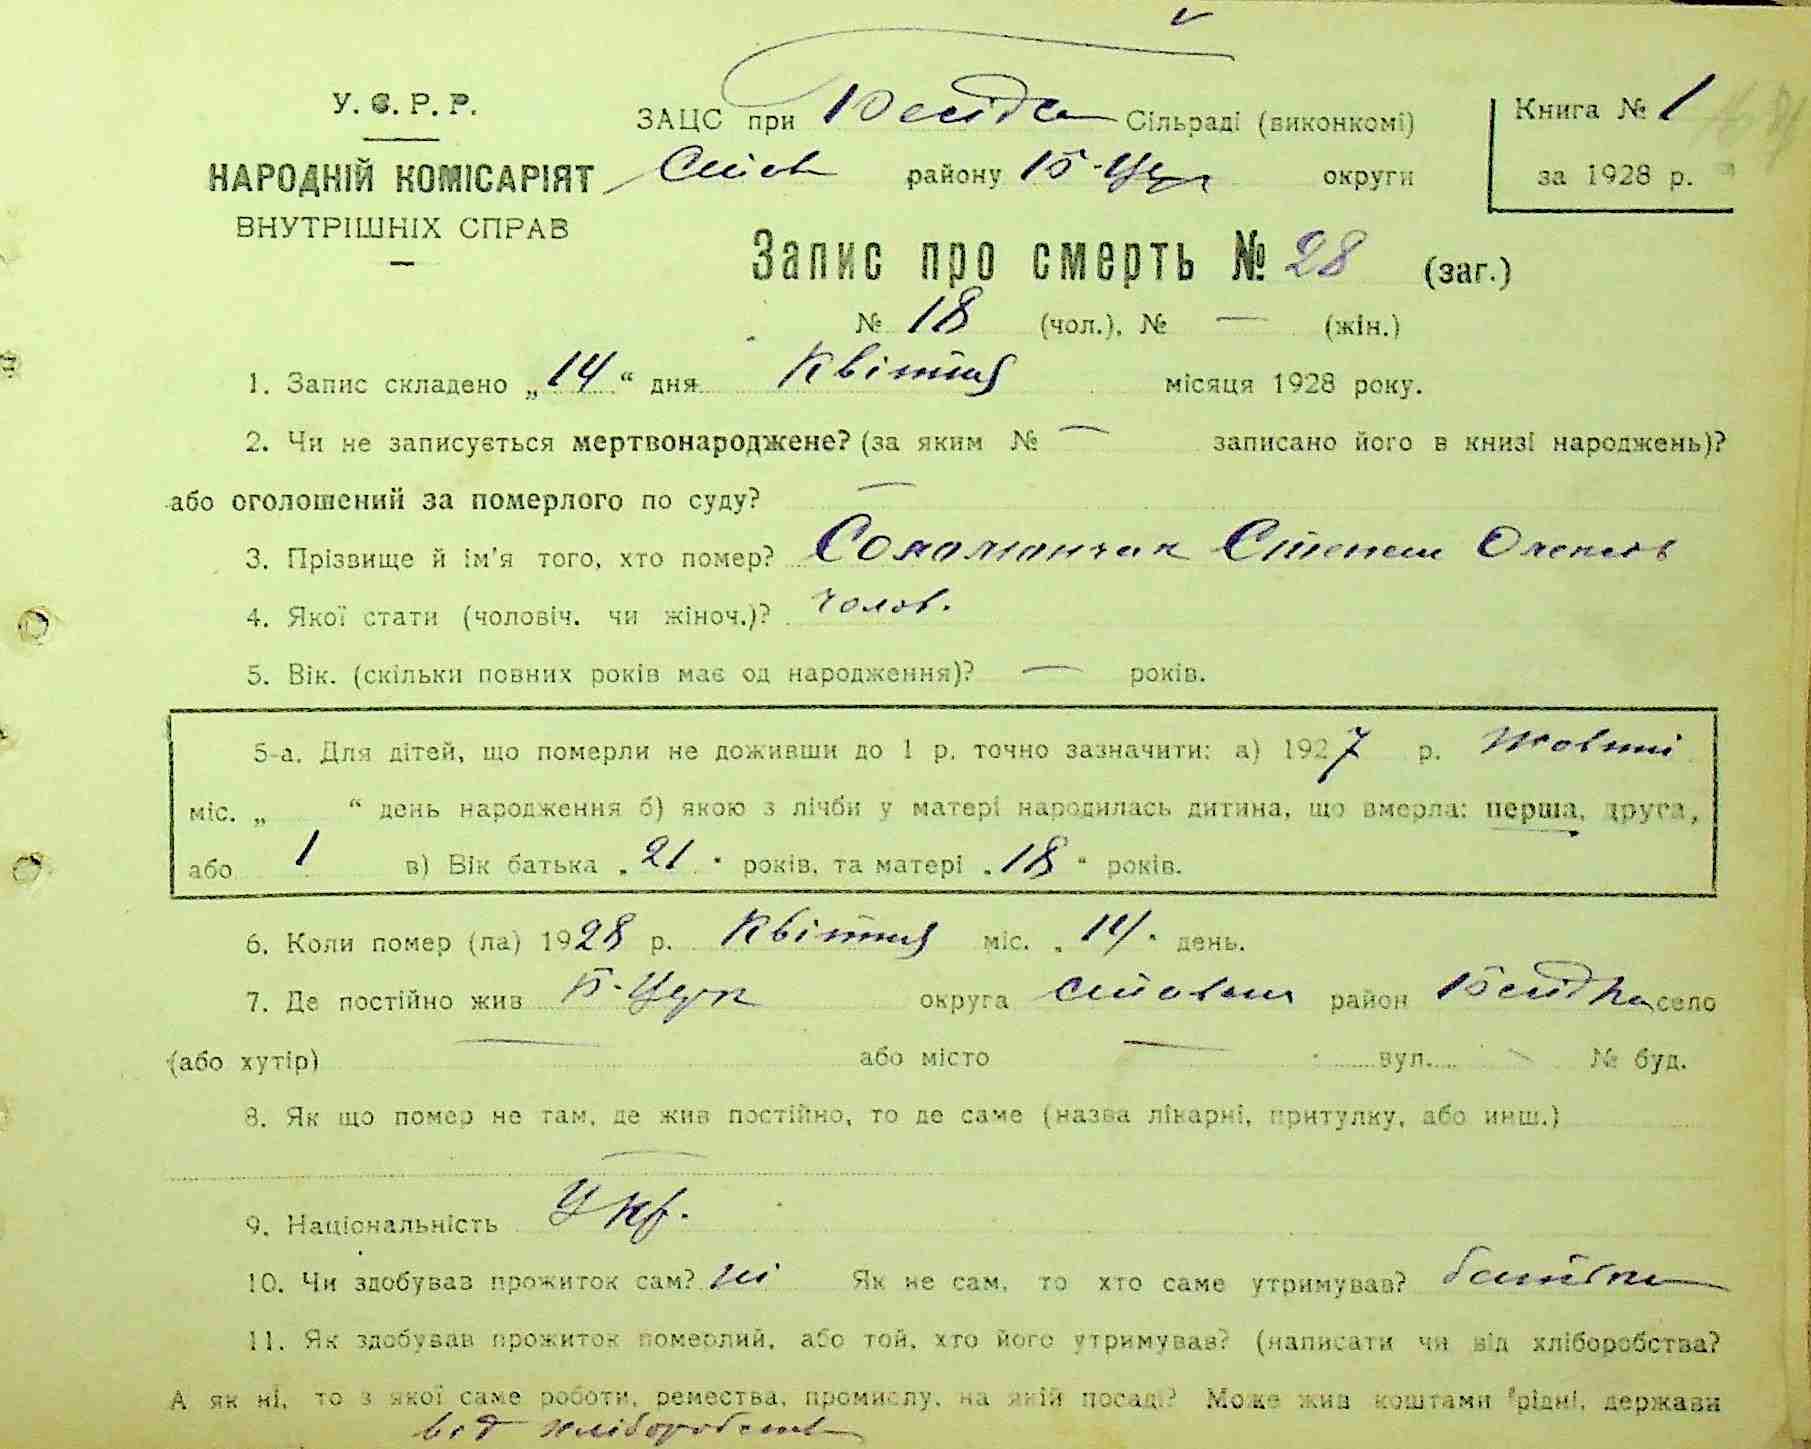 У.С.Р.Р.
НАРОДНІЙ КОМІСАРІЯТ
ВНУТРІШНІХ СПРАВ
ЗАЦС при Бесідка Сільраді (виконкомі)
Став району Б-Церк округи
Книга № 1
за 1928 р.
Запис про смерть № 28 (заг.)
№ 18 (чол.), № — (жін.)
1. Запис складено „14“ дня Квітня місяця 1928 року.
2. Чи не записується мертвонароджене? (за яким № — записано його в книзі народжень)?
або оголошений за померлого по суду? —
3. Прізвище й ім'я того, хто помер? Степан
4. Якої стати (чоловіч. чи жіноч.)? чолов.
5. Вік. (скільки повних років має од народження)? — років.
5-а. Для дітей, що померли не доживши до 1 р. точно зазначити: а) 1927 р. Жовтні
міс. „ “ день народження б) якою з лічби у матері народилась дитина, що вмерла: перша, друга,
або 1 в) Вік батька „21“ років, та матері „18“ років.
6. Коли помер (ла) 1928 р. Квітня міс. день.
7. Де постійно жив Б-Церк округа район Бесідка село
(або хутір) — або місто — вул. № буд.
8. Як що помер не там, де жив постійно, то де саме (назва лікарні, притулку, або инш.)
—
9. Національність Укр.
10. Чи здобував прожиток сам? ні Як не сам, то хто саме утримував? батьки
11. Як здобував прожиток померлий, або той, хто його утримував? (написати чи від хліборобства?
А як ні, то з якої саме роботи, ремества, промислу, на якій посаді? Може жив коштами рідні, держави
від хліборобства